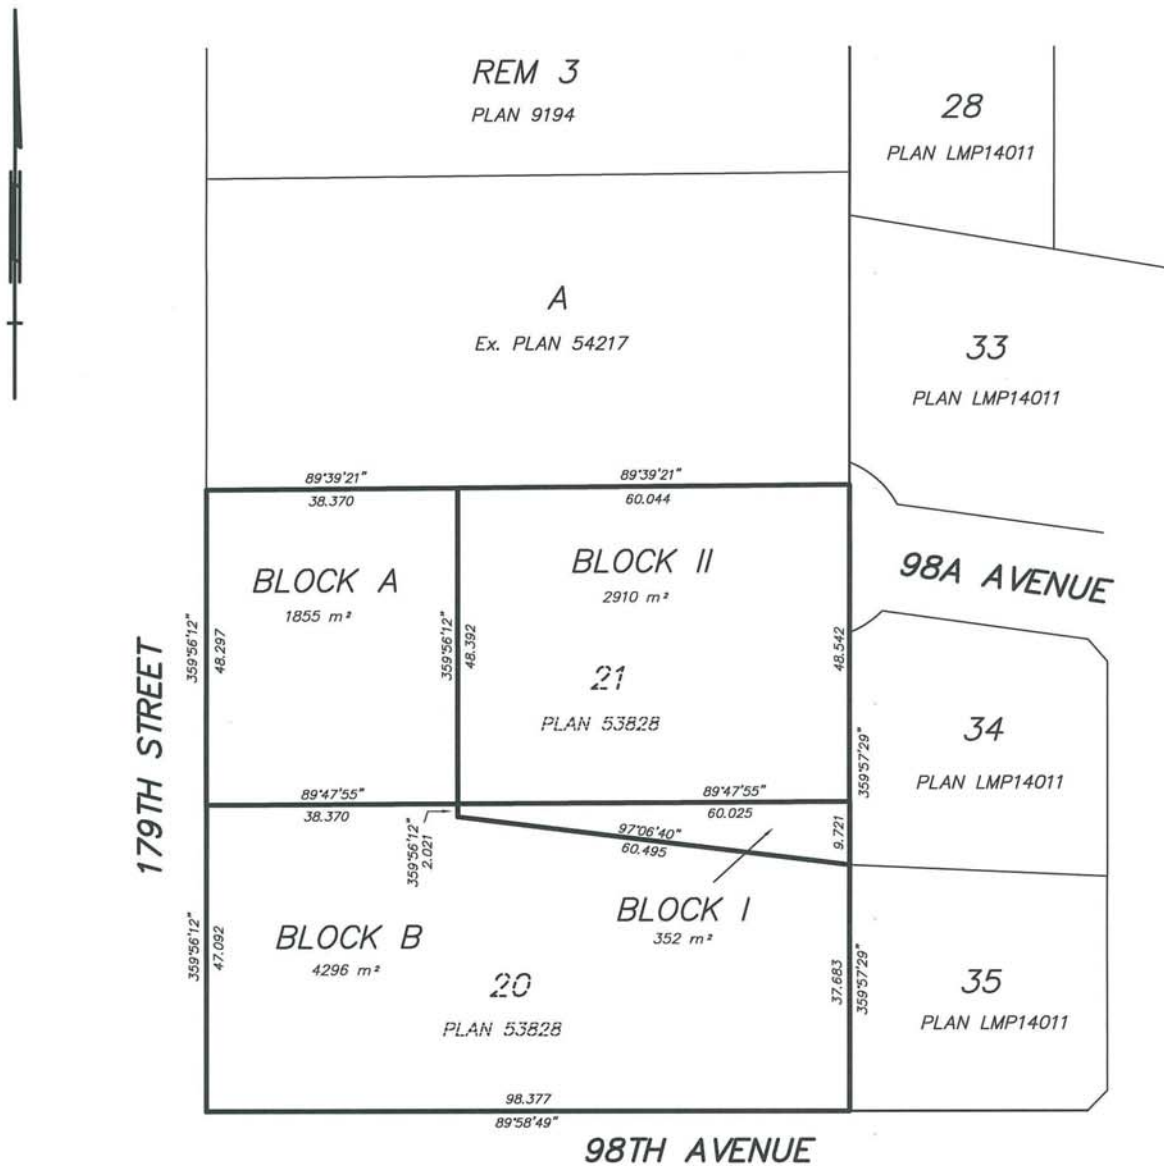 REM 3
PLAN 9194
28
PLAN LMP14011
A
Ex. PLAN 54217
33
PLAN LMP14011
89°39'21"
38.370
89°39'21"
60.044
98A AVENUE
BLOCK A
1855 m²
BLOCK II
2910 m²
359°56'12"
48.297
359°56'12"
48.392
48.542
359°57'29"
21
PLAN 53828
34
PLAN LMP14011
179TH STREET
89°47'55"
38.370
89°47'55"
60.025
359°56'12"
2.021
97°06'40"
60.495
9.721
BLOCK I
352 m²
BLOCK B
4296 m²
359°56'12"
47.092
37.683
359°57'29"
20
PLAN 53828
35
PLAN LMP14011
98.377
89°58'49"
98TH AVENUE